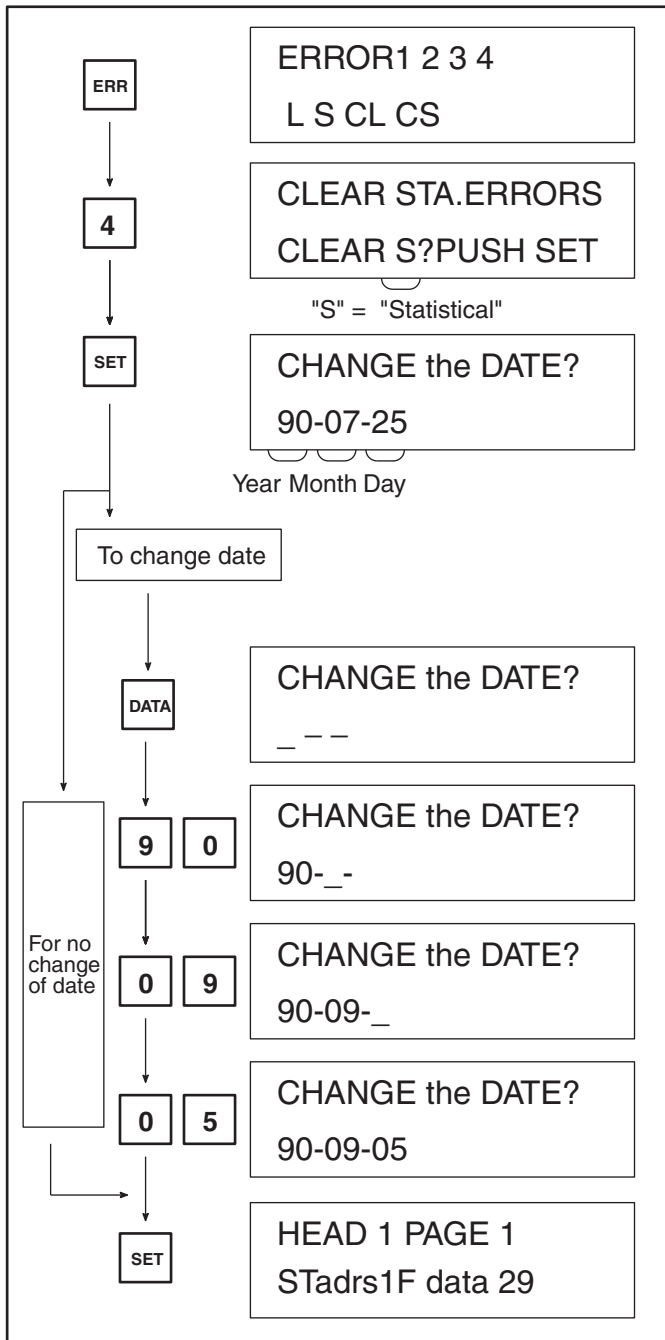 ERR
ERROR1 2 3 4
L S CL CS
4
CLEAR STA.ERRORS
CLEAR S?PUSH SET
"S" = "Statistical"
SET
CHANGE the DATE?
90-07-25
Year Month Day
To change date
DATA
CHANGE the DATE?
_ – –
9 0
CHANGE the DATE?
90-_-
For no
change
of date
0 9
CHANGE the DATE?
90-09-_
0 5
CHANGE the DATE?
90-09-05
SET
HEAD 1 PAGE 1
STadrs1F data 29